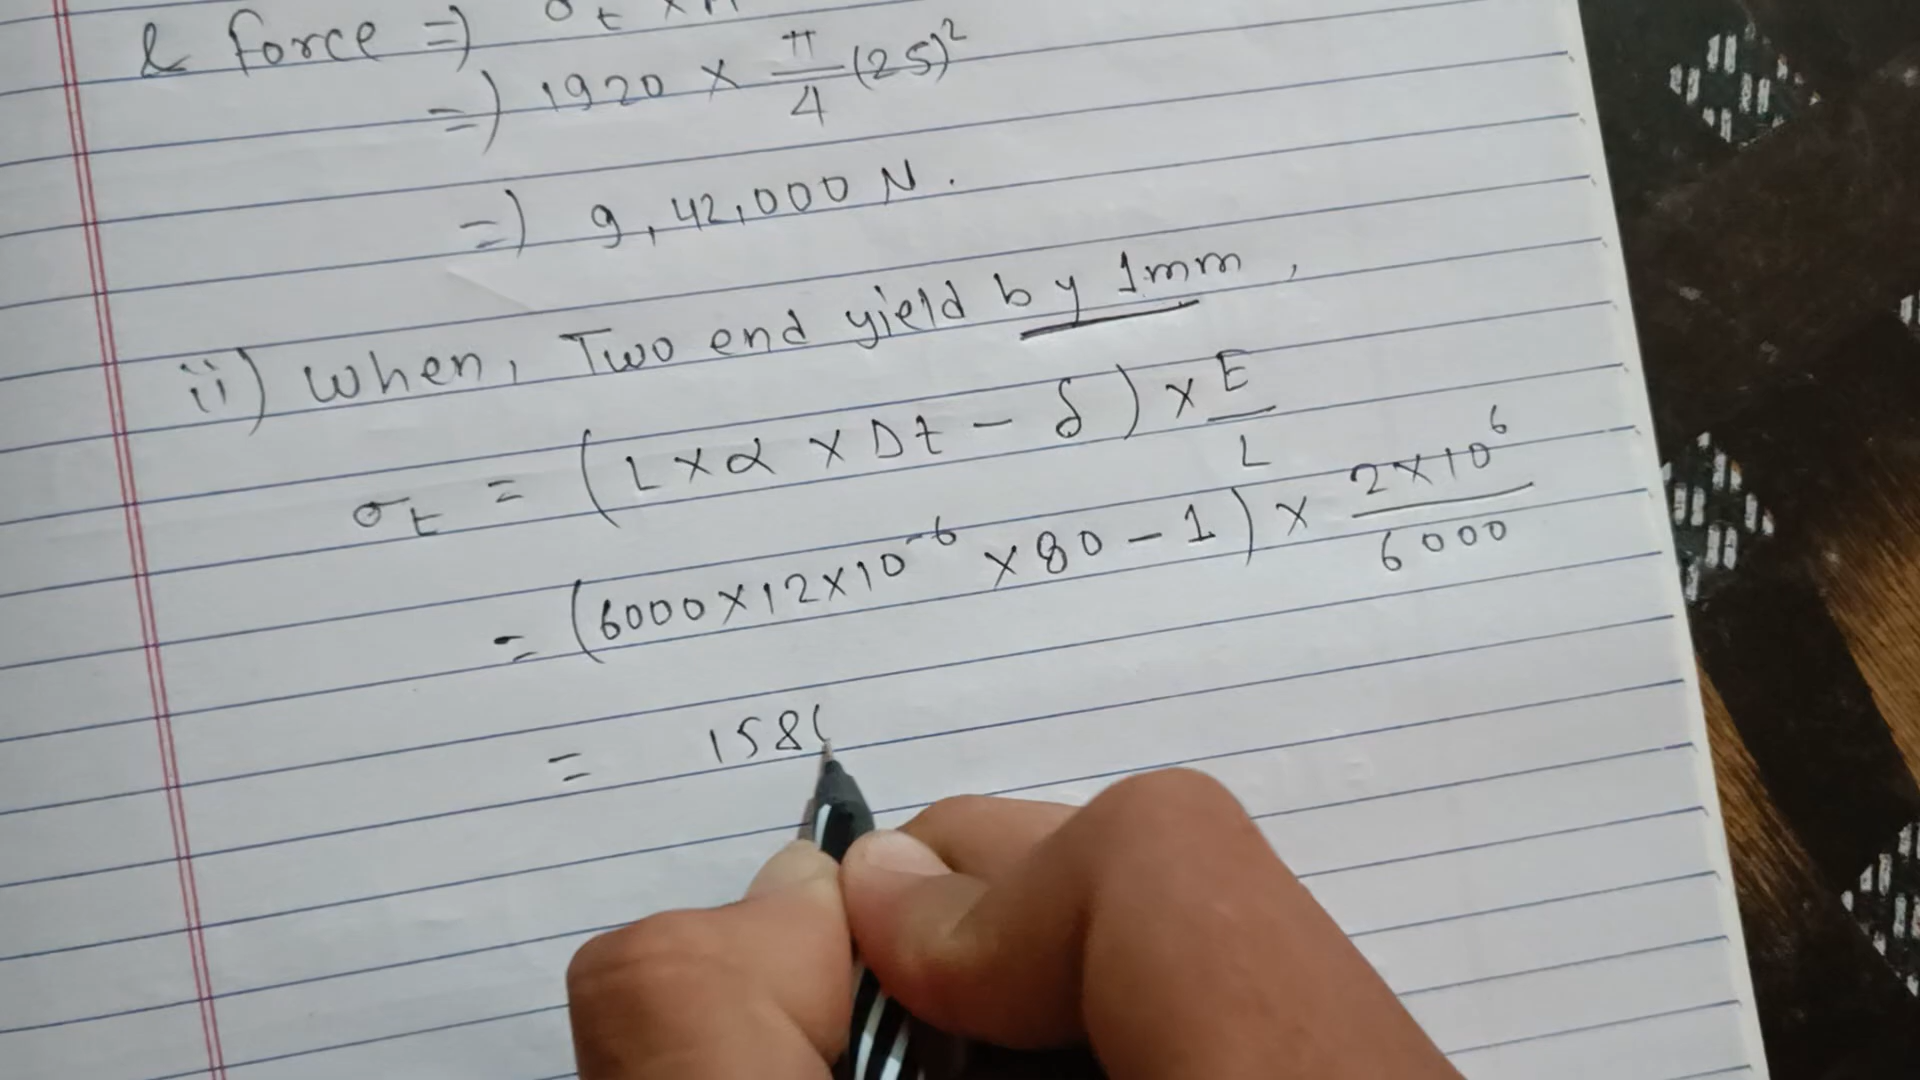 & force => σt ×
=> 1920 × π/4 (25)²
=> 9,42,000 N.
ii) When, Two end yield by 1mm,
σt = (L×α×Δt - δ) × E/L
= (6000×12×10⁻⁶ ×80-1) × 2×10⁶/6000
= 158